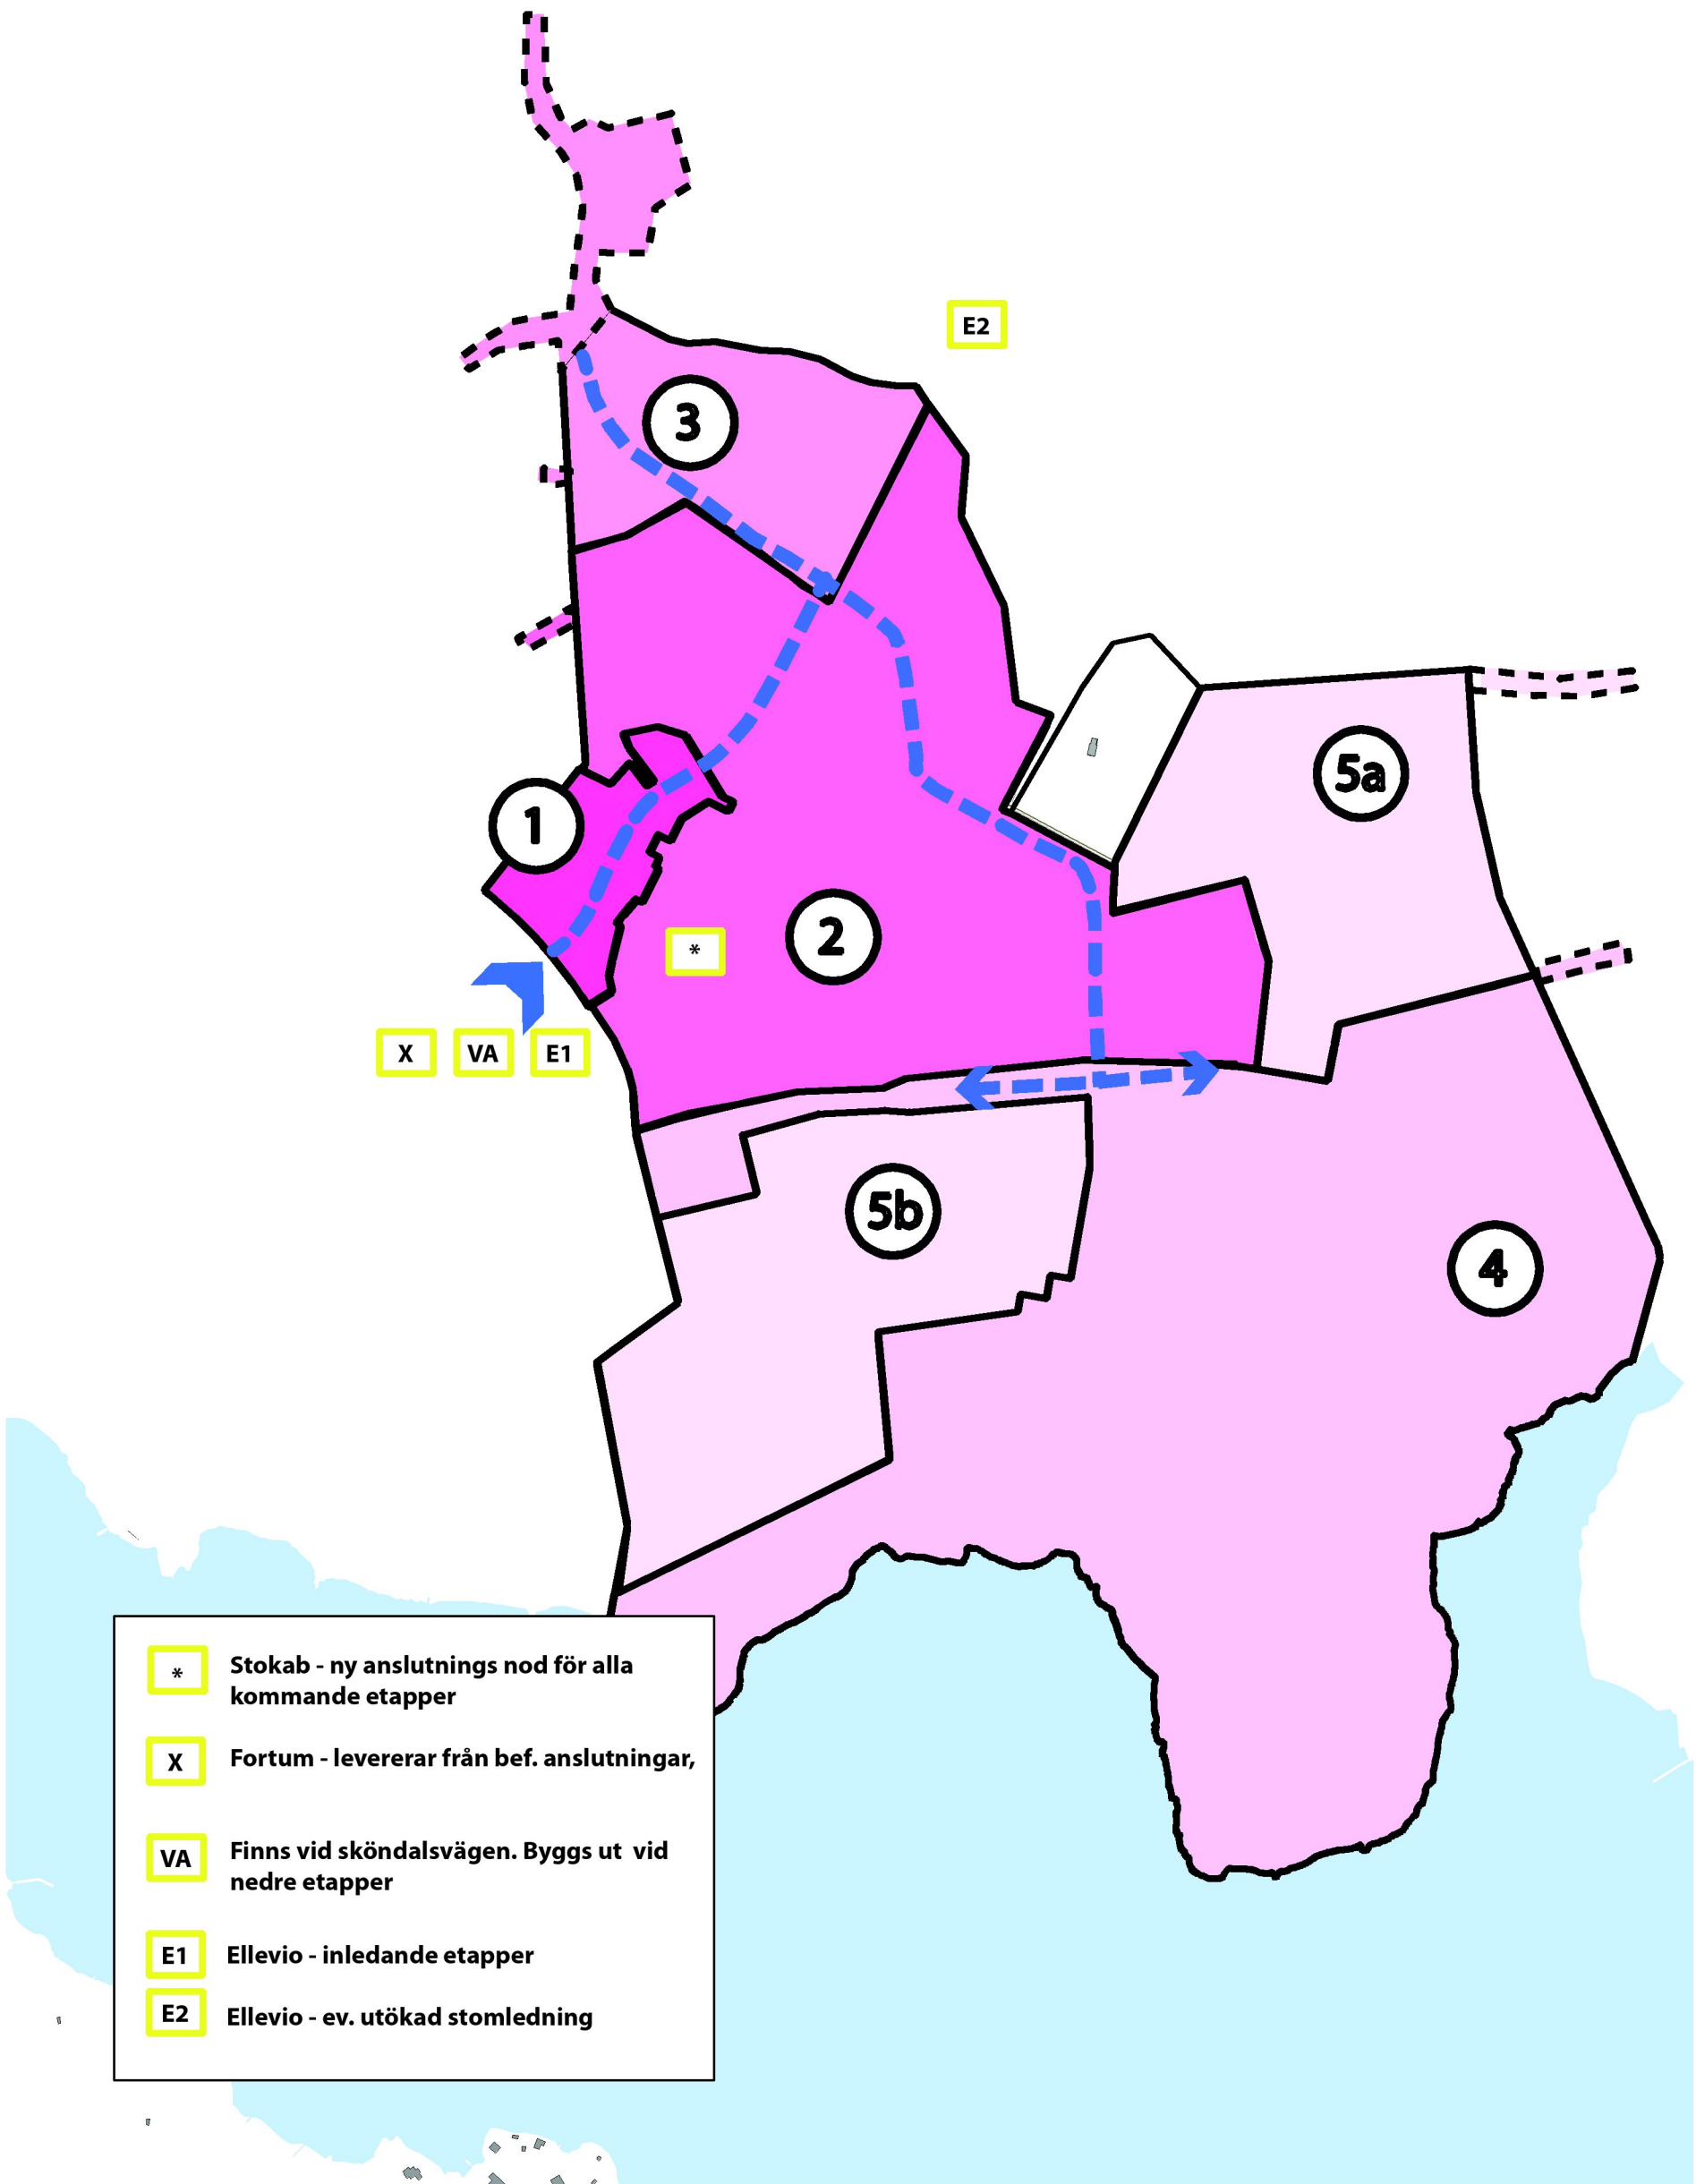 E2
3
5a
1
2
*
X
VA
E1
5b
4
*
Stokab - ny anslutnings nod för alla
kommande etapper
X
Fortum - levererar från bef. anslutningar,
VA
Finns vid sköndalsvägen. Byggs ut  vid
nedre etapper
E1
Ellevio - inledande etapper
E2
Ellevio - ev. utökad stomledning